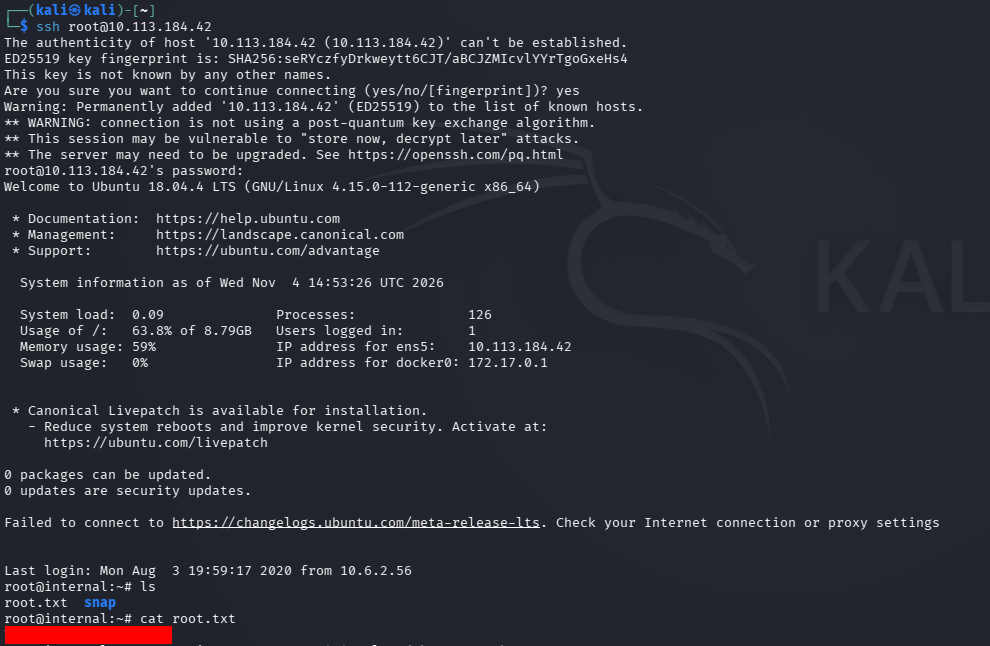 ┌──(kali㉿kali)-[~]
└─$ ssh root@10.113.184.42
The authenticity of host '10.113.184.42 (10.113.184.42)' can't be established.
ED25519 key fingerprint is: SHA256:seRYczfyDrkweytt6CJT/aBCJZMIcvlYYrTgoGxeHs4
This key is not known by any other names.
Are you sure you want to continue connecting (yes/no/[fingerprint])? yes
Warning: Permanently added '10.113.184.42' (ED25519) to the list of known hosts.
** WARNING: connection is not using a post-quantum key exchange algorithm.
** This session may be vulnerable to "store now, decrypt later" attacks.
** The server may need to be upgraded. See https://openssh.com/pq.html
root@10.113.184.42's password:
Welcome to Ubuntu 18.04.4 LTS (GNU/Linux 4.15.0-112-generic x86_64)

 * Documentation:  https://help.ubuntu.com
 * Management:     https://landscape.canonical.com
 * Support:        https://ubuntu.com/advantage

  System information as of Wed Nov  4 14:53:26 UTC 2026

  System load:  0.09              Processes:              126
  Usage of /:   63.8% of 8.79GB   Users logged in:        1
  Memory usage: 59%               IP address for ens5:    10.113.184.42
  Swap usage:   0%                IP address for docker0: 172.17.0.1

 * Canonical Livepatch is available for installation.
   - Reduce system reboots and improve kernel security. Activate at:
     https://ubuntu.com/livepatch

0 packages can be updated.
0 updates are security updates.

Failed to connect to https://changelogs.ubuntu.com/meta-release-lts. Check your Internet connection or proxy settings

Last login: Mon Aug  3 19:59:17 2020 from 10.6.2.56
root@internal:~# ls
root.txt  snap
root@internal:~# cat root.txt
KAL